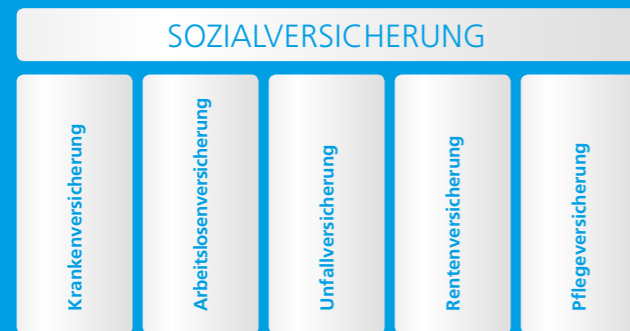 SOZIALVERSICHERUNG
Krankenversicherung
Arbeitslosenversicherung
Unfallversicherung
Rentenversicherung
Pflegeversicherung